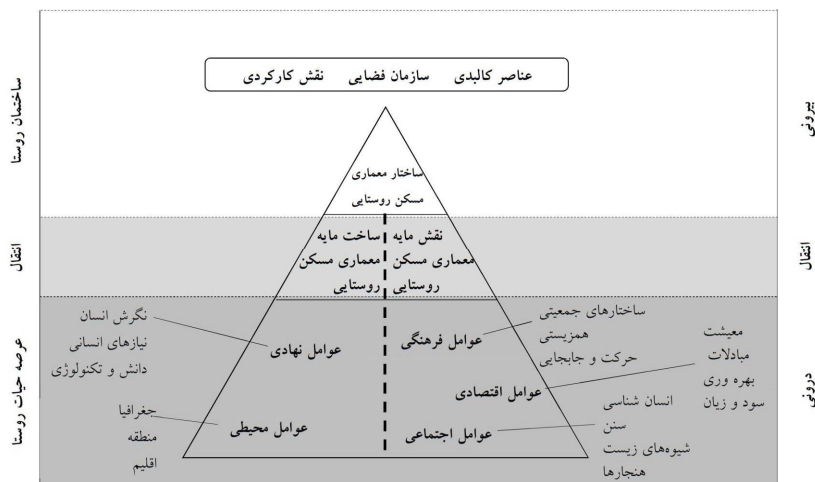 عناصر کالبدی سازمان فضایی نقش کارکردی
ساختار معماری
مسکن روستایی
نقش مایه
معماری مسکن
روستایی
ساخت مایه
معماری مسکن
روستایی
عوامل فرهنگی
ساختارهای جمعیتی
همزیستی
حرکت و جابجایی
عوامل اقتصادی
معیشت
مبادلات
بهره وری
سود و زیان
عوامل اجتماعی
انسان شناسی
سنن
شیوه‌های زیست
هنجارها
عوامل نهادی
نگرش انسان
نیازهای انسانی
دانش و تکنولوژی
عوامل محیطی
جغرافیا
منطقه
اقلیم
بیرونی
انتقال
درونی
ساختمان روستا
انتقال
عرصه حیات روستا